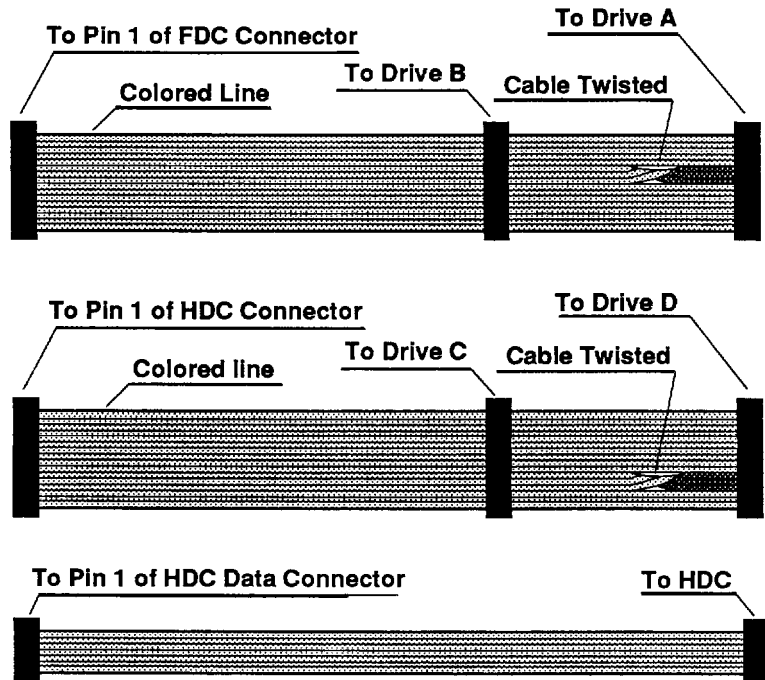 To Drive A
To Pin 1 of FDC Connector
To Drive B
Cable Twisted
Colored Line
To Drive D
To Pin 1 of HDC Connector
To Drive C
Cable Twisted
Colored line
To Pin 1 of HDC Data Connector
To HDC